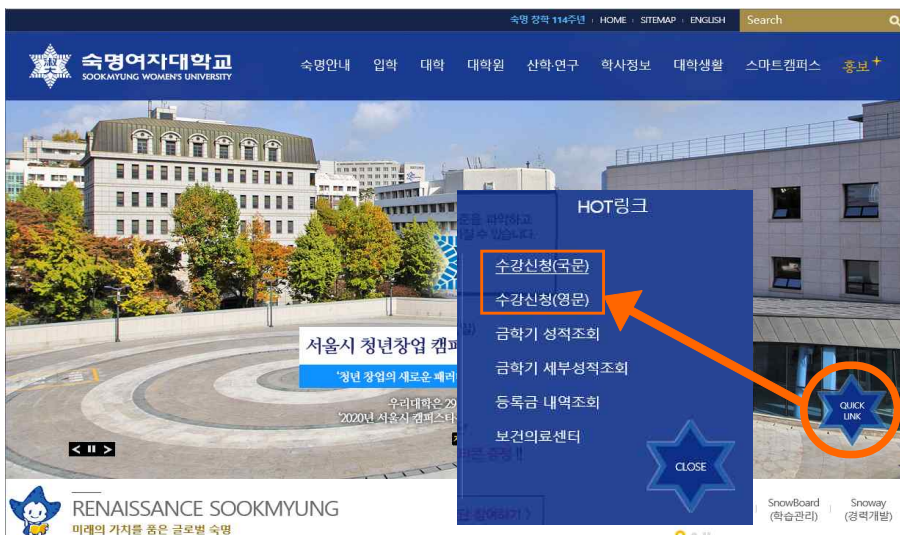 숙명 창학 114주년 HOME SITEMAP ENGLISH Search
숙명여자대학교
SOOKMYUNG WOMEN'S UNIVERSITY
숙명안내 입학 대학 대학원 산학·연구 학사정보 대학생활 스마트캠퍼스 홍보+
HOT링크
수강신청(국문)
수강신청(영문)
금학기 성적조회
금학기 세부성적조회
등록금 내역조회
보건의료센터
CLOSE
QUICK
LINK
서울시 청년창업 캠퍼
'청년 창업의 새로운 패러
우리대학은 29
'2020년 서울시 캠퍼스타
RENAISSANCE SOOKMYUNG
미래의 가치를 품은 글로벌 숙명
SnowBoard
(학습관리)
Snoway
(경력개발)